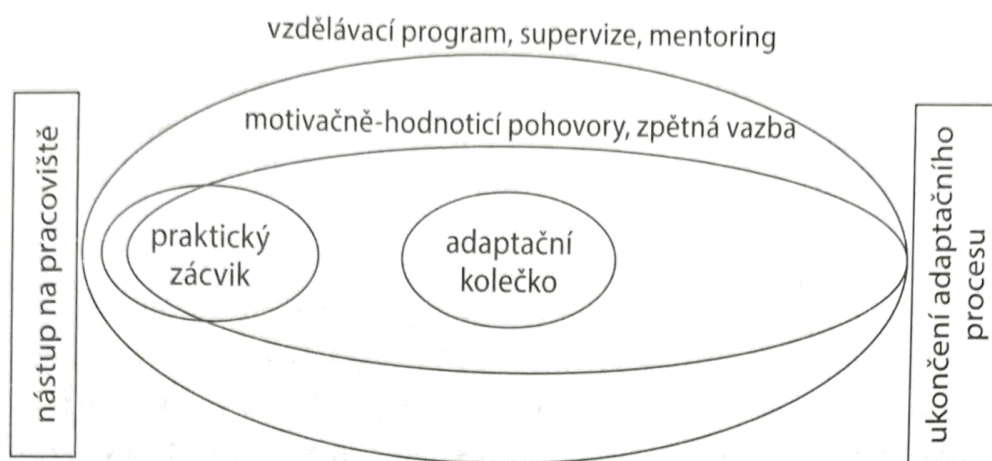 vzdělávací program, supervize, mentoring
motivačně-hodnoticí pohovory, zpětná vazba
nástup na pracoviště
praktický
zácvik
adaptační
kolečko
ukončení adaptačního
procesu